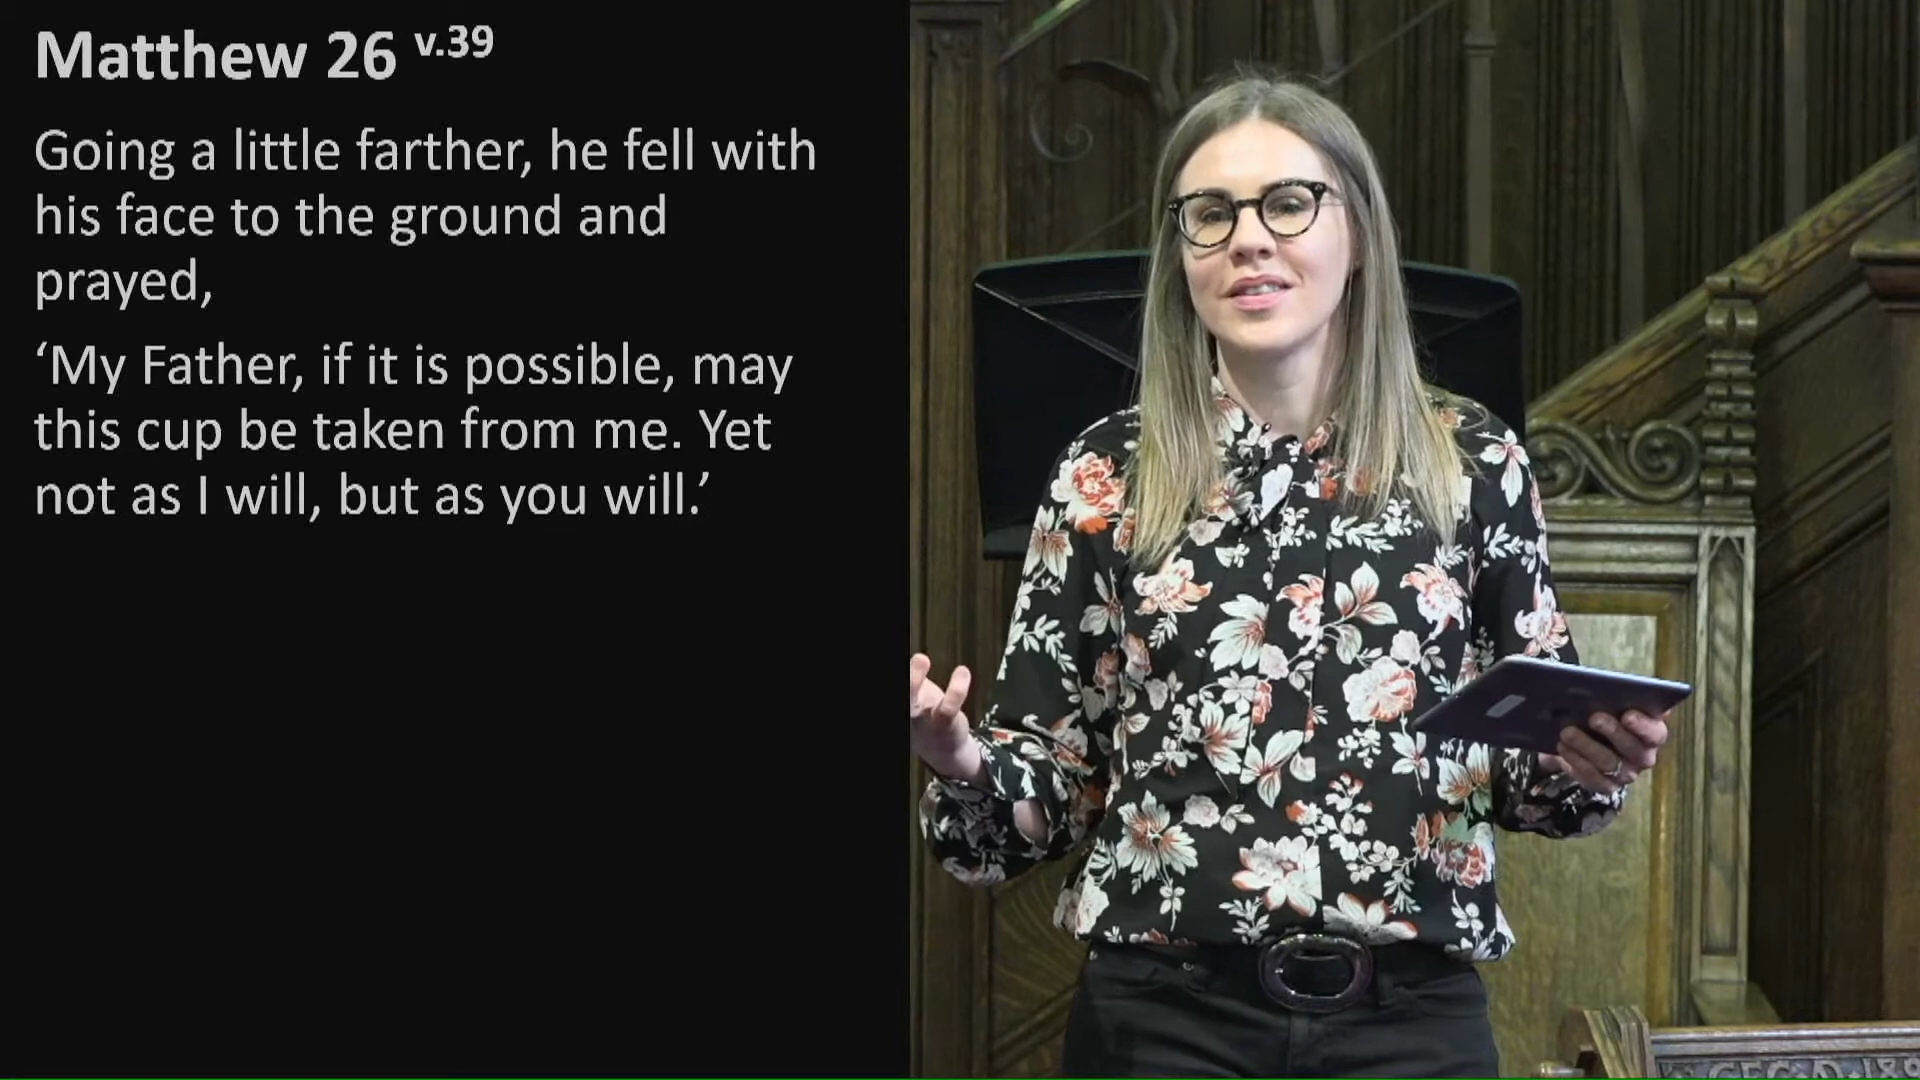 Matthew 26 v.39
Going a little farther, he fell with
his face to the ground and
prayed,
‘My Father, if it is possible, may
this cup be taken from me. Yet
not as I will, but as you will.’